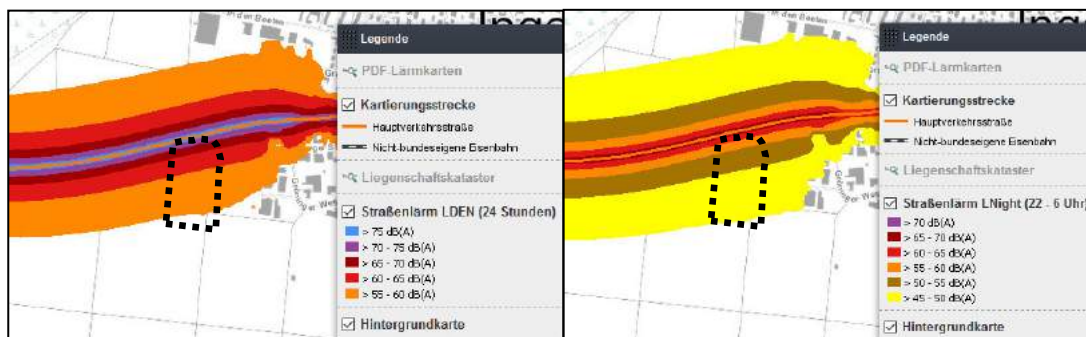 Legende
PDF-Lärmkarten
Kartierungsstrecke
Hauptverkehrsstraße
Nicht-bundeseigene Eisenbahn
Liegenschaftskataster
Straßenlärm LDEN (24 Stunden)
> 75 dB(A)
> 70 - 75 dB(A)
> 65 - 70 dB(A)
> 60 - 65 dB(A)
> 55 - 60 dB(A)
Hintergrundkarte
Legende
PDF-Lärmkarten
Kartierungsstrecke
Hauptverkehrsstraße
Nicht-bundeseigene Eisenbahn
Liegenschaftskataster
Straßenlärm LNight (22 - 6 Uhr)
> 70 dB(A)
> 65 - 70 dB(A)
> 60 - 65 dB(A)
> 55 - 60 dB(A)
> 50 - 55 dB(A)
> 45 - 50 dB(A)
Hintergrundkarte